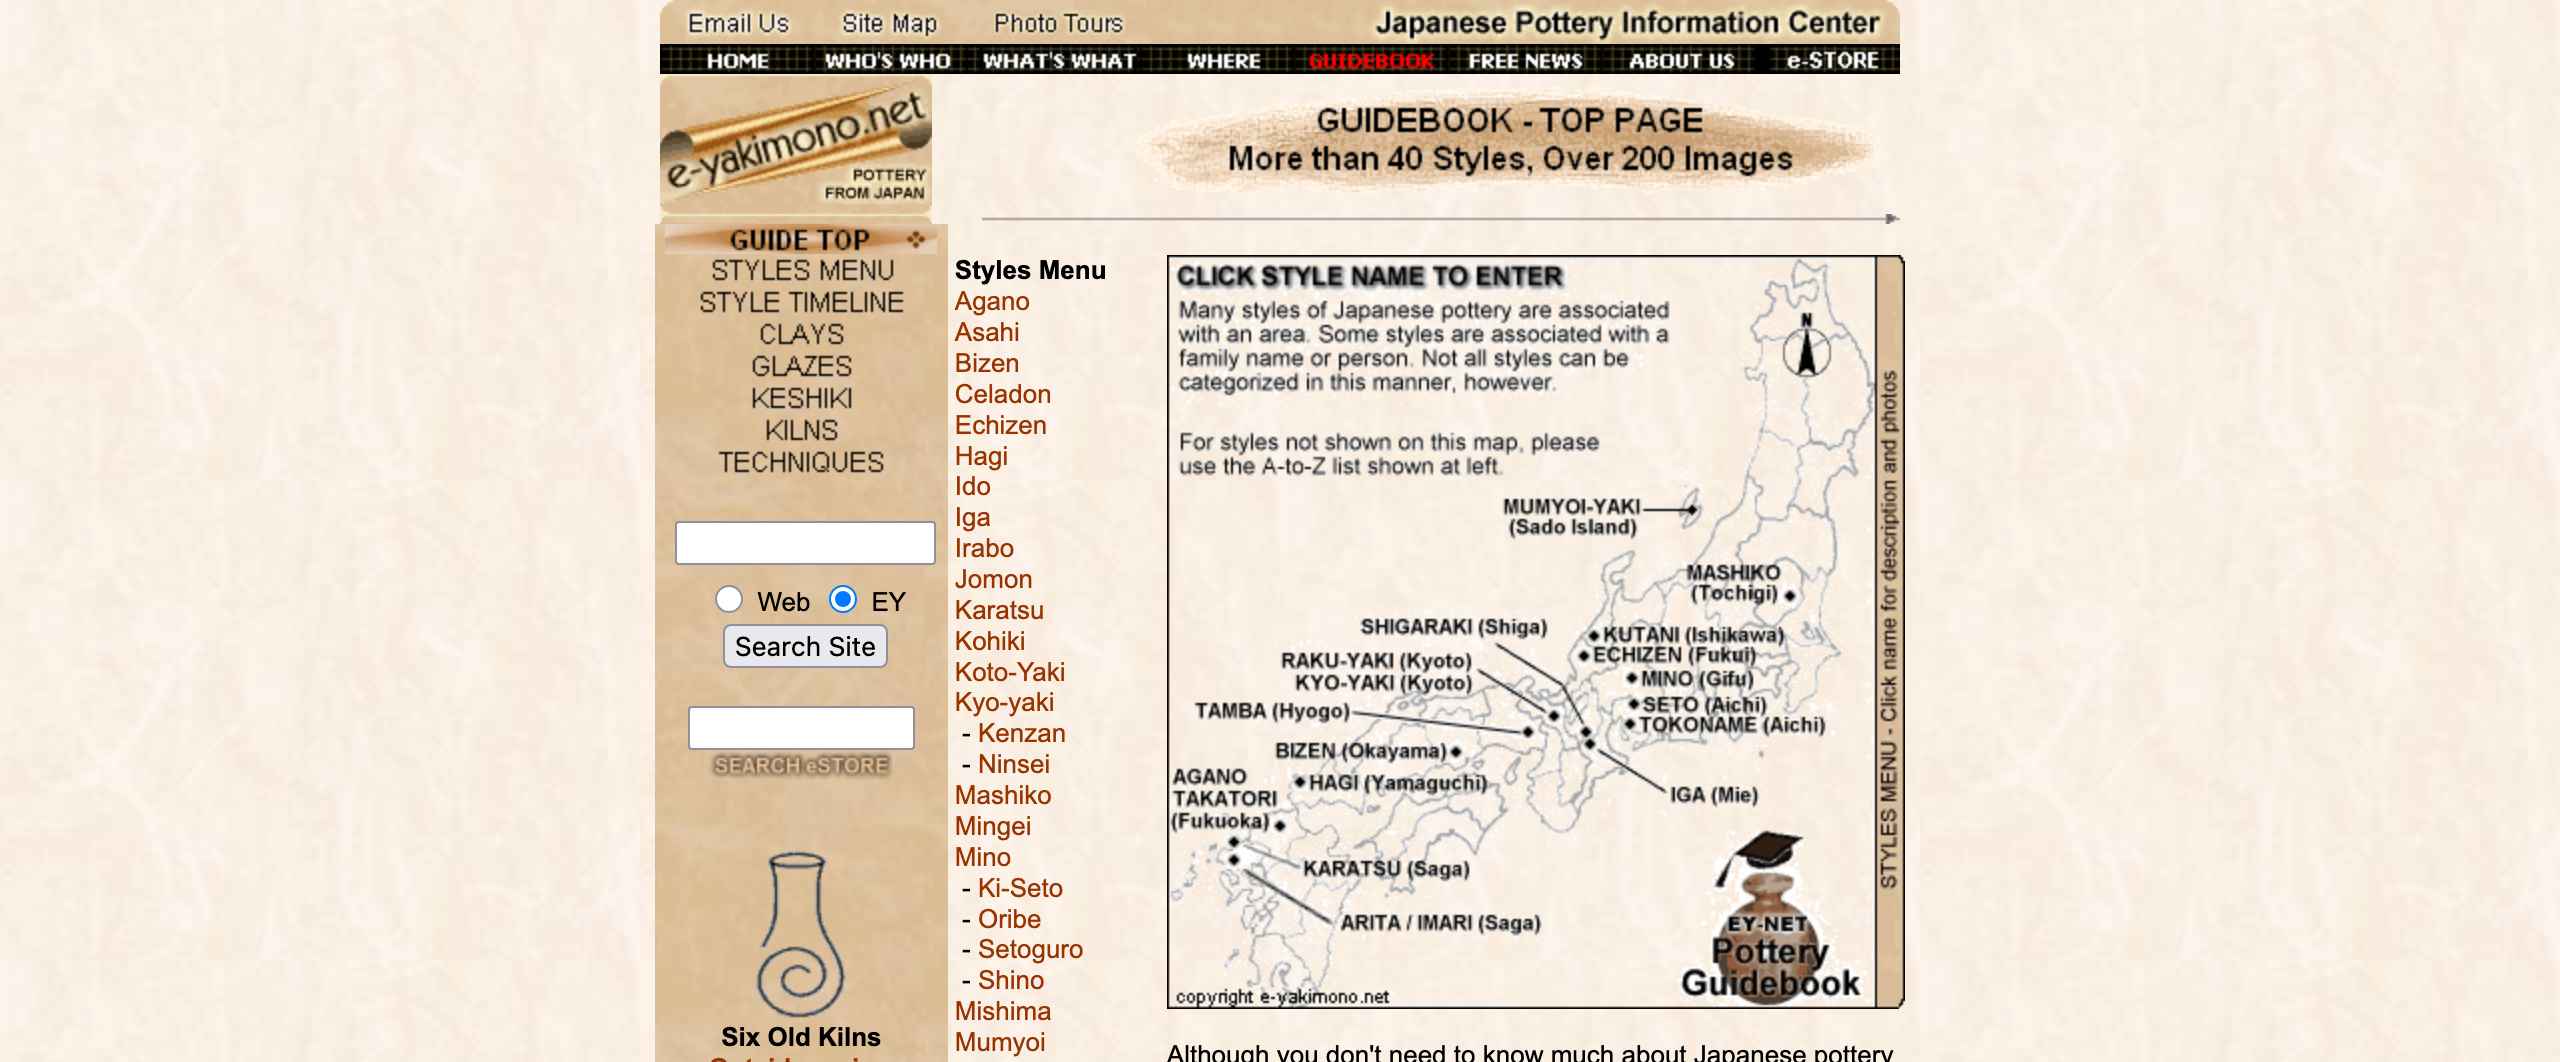 Email Us
Site Map
Photo Tours
Japanese Pottery Information Center
HOME
WHO'S WHO
WHAT'S WHAT
WHERE
GUIDEBOOK
FREE NEWS
ABOUT US
e-STORE
e-yakimono.net
POTTERY
FROM JAPAN
GUIDEBOOK - TOP PAGE
More than 40 Styles, Over 200 Images
GUIDE TOP
STYLES MENU
STYLE TIMELINE
CLAYS
GLAZES
KESHIKI
KILNS
TECHNIQUES
Web
EY
Search Site
SEARCH eSTORE
Six Old Kilns
Styles Menu
Agano
Asahi
Bizen
Celadon
Echizen
Hagi
Ido
Iga
Irabo
Jomon
Karatsu
Kohiki
Koto-Yaki
Kyo-yaki
- Kenzan
- Ninsei
Mashiko
Mingei
Mino
- Ki-Seto
- Oribe
- Setoguro
- Shino
Mishima
Mumyoi
CLICK STYLE NAME TO ENTER
Many styles of Japanese pottery are associated
with an area. Some styles are associated with a
family name or person. Not all styles can be
categorized in this manner, however.
For styles not shown on this map, please
use the A-to-Z list shown at left.
N
MUMYOI-YAKI
(Sado Island)
MASHIKO
(Tochigi)
SHIGARAKI (Shiga)
KUTANI (Ishikawa)
ECHIZEN (Fukui)
RAKU-YAKI (Kyoto)
KYO-YAKI (Kyoto)
MINO (Gifu)
TAMBA (Hyogo)
SETO (Aichi)
TOKONAME (Aichi)
BIZEN (Okayama)
AGANO
TAKATORI
(Fukuoka)
HAGI (Yamaguchi)
IGA (Mie)
KARATSU (Saga)
ARITA / IMARI (Saga)
EY-NET
Pottery
Guidebook
copyright e-yakimono.net
STYLES MENU - Click name for description and photos
Although you don't need to know much about Japanese pottery